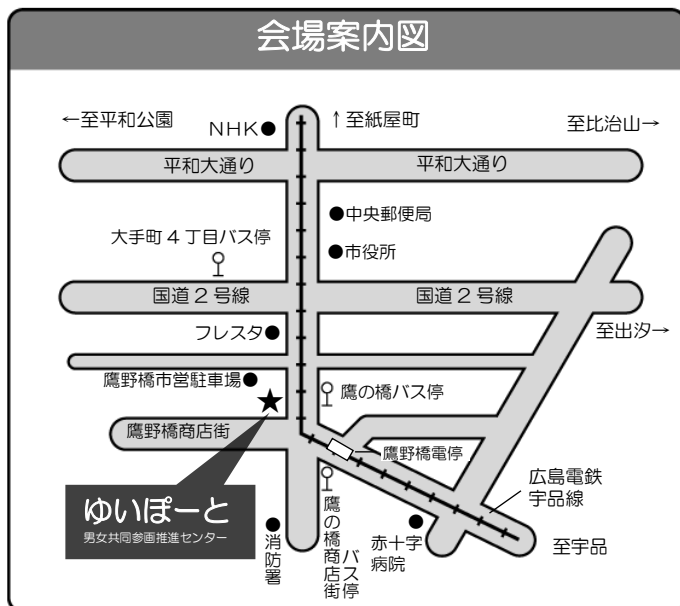 会場案内図
←至平和公園
NHK
↑至紙屋町
至比治山→
平和大通り
平和大通り
中央郵便局
大手町4丁目バス停
市役所
国道2号線
国道2号線
フレスタ
至出汐→
鷹野橋市営駐車場
鷹の橋バス停
鷹野橋商店街
鷹野橋電停
広島電鉄
宇品線
ゆいぽーと
男女共同参画推進センター
消防署
鷹の橋商店街
バス停
赤十字
病院
至宇品